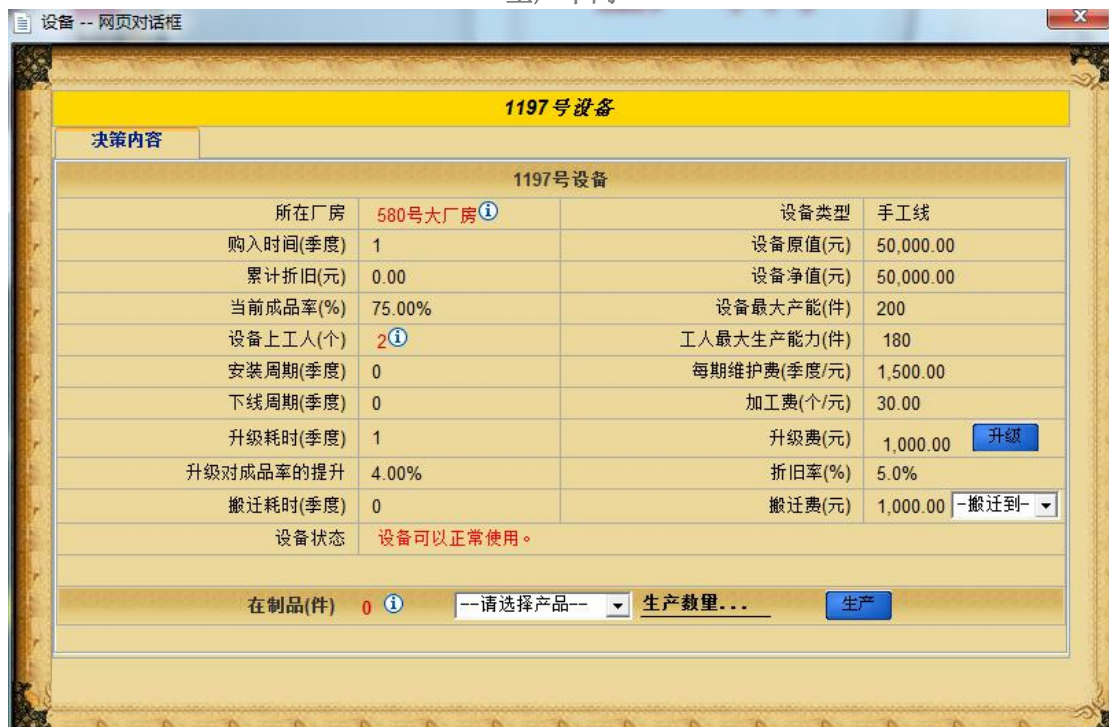 设备 -- 网页对话框
X
1197号设备
决策内容
1197号设备
所在厂房 580号大厂房 设备类型 手工线
购入时间(季度) 1 设备原值(元) 50,000.00
累计折旧(元) 0.00 设备净值(元) 50,000.00
当前成品率(%) 75.00% 设备最大产能(件) 200
设备上工人(个) 2 工人最大生产能力(件) 180
安装周期(季度) 0 每期维护费(季度/元) 1,500.00
下线周期(季度) 0 加工费(个/元) 30.00
升级耗时(季度) 1 升级费(元) 1,000.00 升级
升级对成品率的提升 4.00% 折旧率(%) 5.0%
搬迁耗时(季度) 0 搬迁费(元) 1,000.00 -搬迁到-
设备状态 设备可以正常使用。
在制品(件) 0 --请选择产品-- 生产数量... 生产